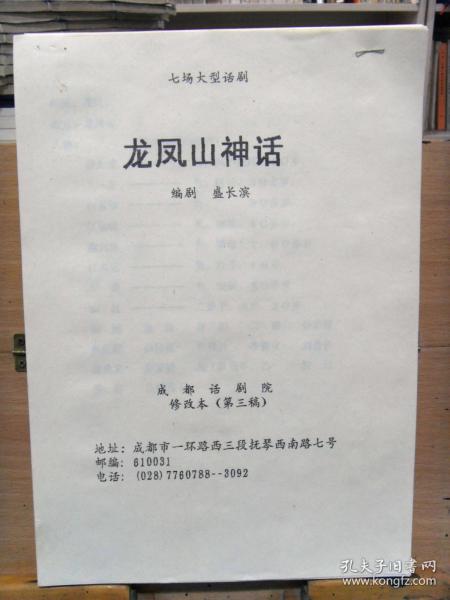 七场大型话剧
龙凤山神话
编剧 盛长滨
成都话剧院
修改本(第三稿)
地址: 成都市一环路西三段抚琴西南路七号
邮编: 610031
电话: (028)7760788--3092
孔夫子旧书网
www.kongfz.com